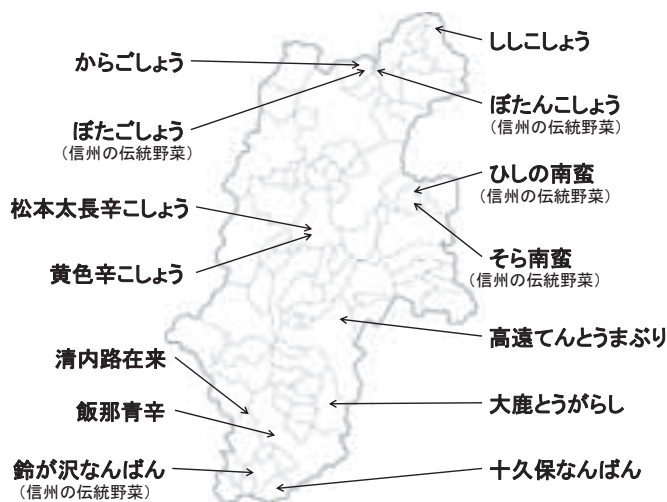 ししこしょう
からごしょう
ぼたごしょう
（信州の伝統野菜）
ぼたんこしょう
（信州の伝統野菜）
ひしの南蛮
（信州の伝統野菜）
松本太長辛こしょう
そら南蛮
（信州の伝統野菜）
黄色辛こしょう
高遠てんとうまぶり
清内路在来
大鹿とうがらし
飯那青辛
鈴が沢なんばん
（信州の伝統野菜）
十久保なんばん